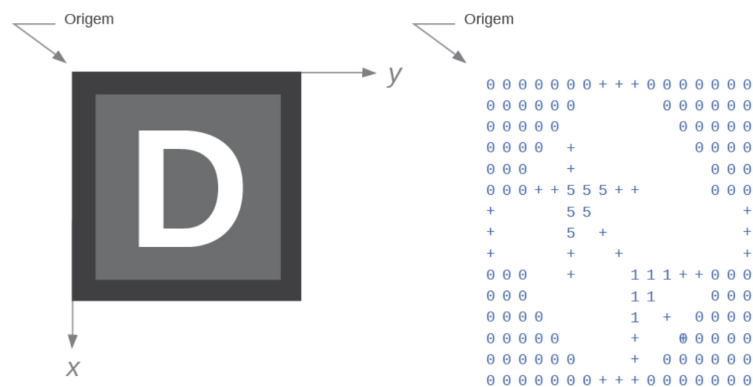 Origem
y
D
x
Origem
0 0 0 0 0 0 0 + + + 0 0 0 0 0 0 0
0 0 0 0 0 0 0 0 0 0 0 0
0 0 0 0 0 0 0 0 0 0
0 0 0 0 + 0 0 0 0
0 0 0 + 0 0 0
0 0 0 + + 5 5 5 + + 0 0 0
+ 5 5 +
+ 5 + +
+ + + +
0 0 0 + 1 1 1 + + 0 0 0
0 0 0 1 1 0 0 0
0 0 0 0 1 + 0 0 0 0
0 0 0 0 0 + 0 0 0 0 0
0 0 0 0 0 0 + 0 0 0 0 0 0
0 0 0 0 0 0 0 + + + 0 0 0 0 0 0 0